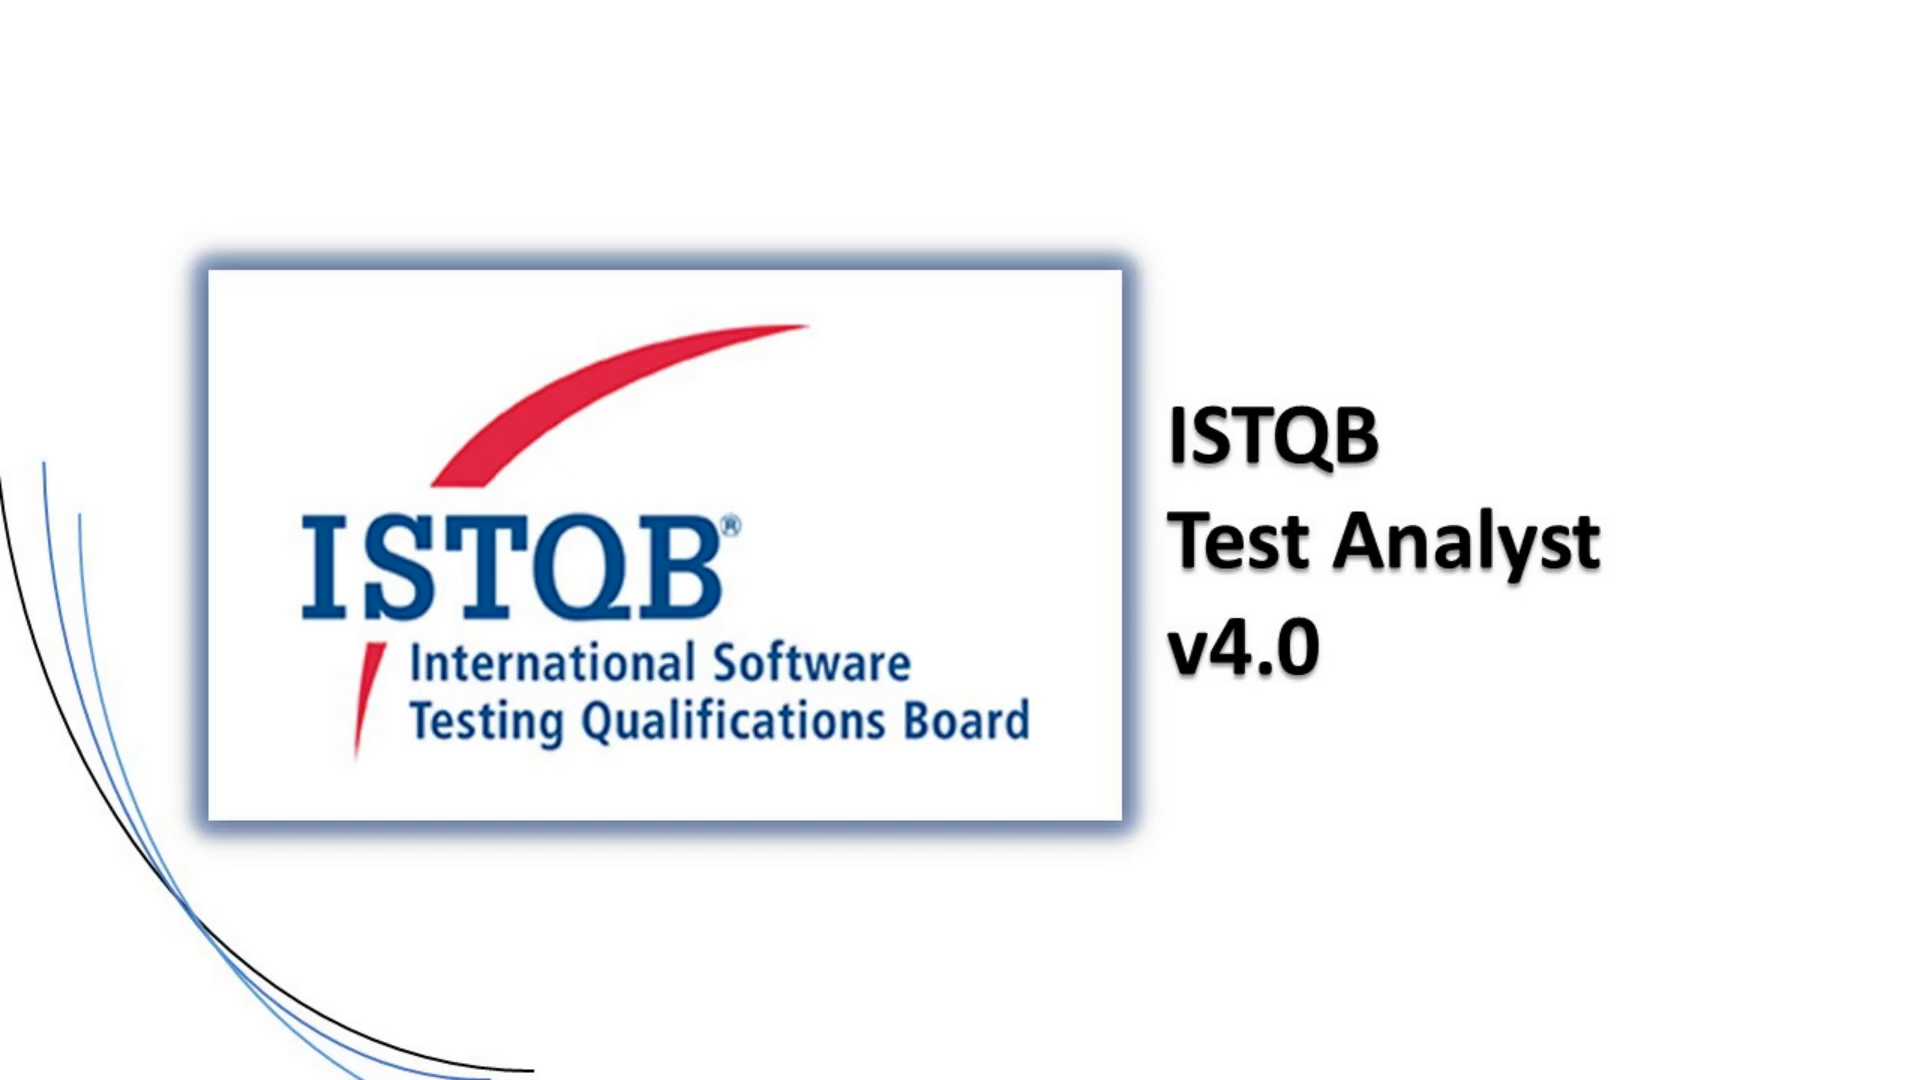 ISTQB®
International Software
Testing Qualifications Board
ISTQB
Test Analyst
v4.0